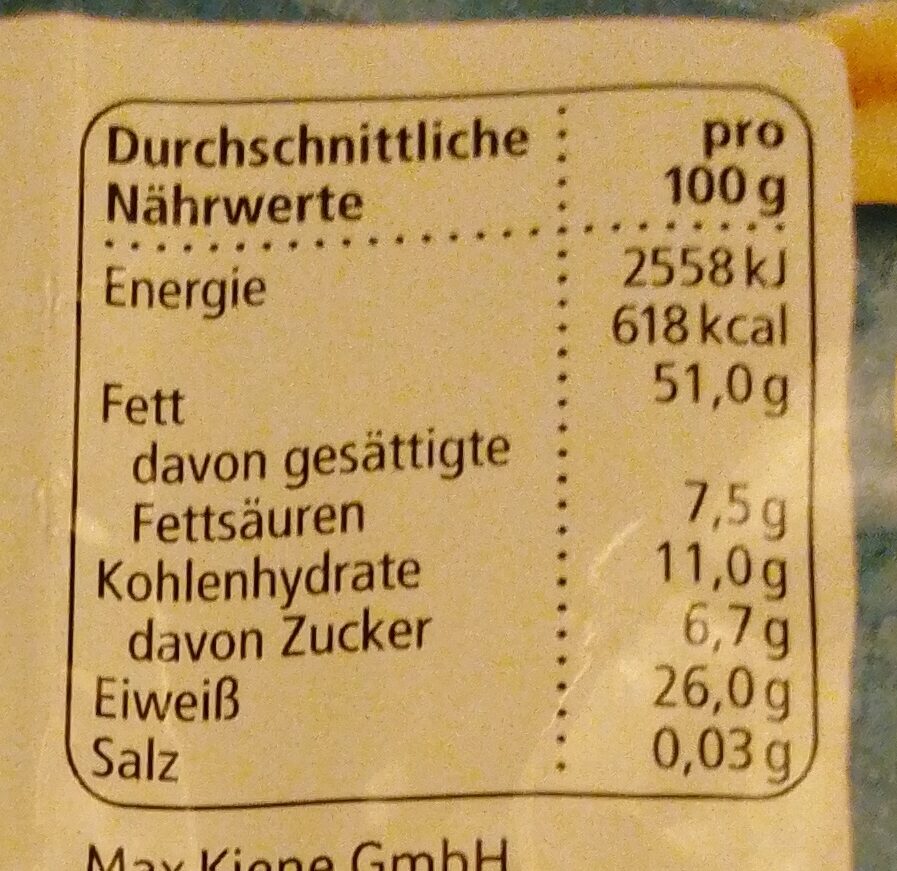 Durchschnittliche pro
Nährwerte 100 g
Energie 2558 kJ
618 kcal
Fett 51,0 g
davon gesättigte
Fettsäuren 7,5 g
Kohlenhydrate 11,0 g
davon Zucker 6,7 g
Eiweiß 26,0 g
Salz 0,03 g
Max Kiene GmbH